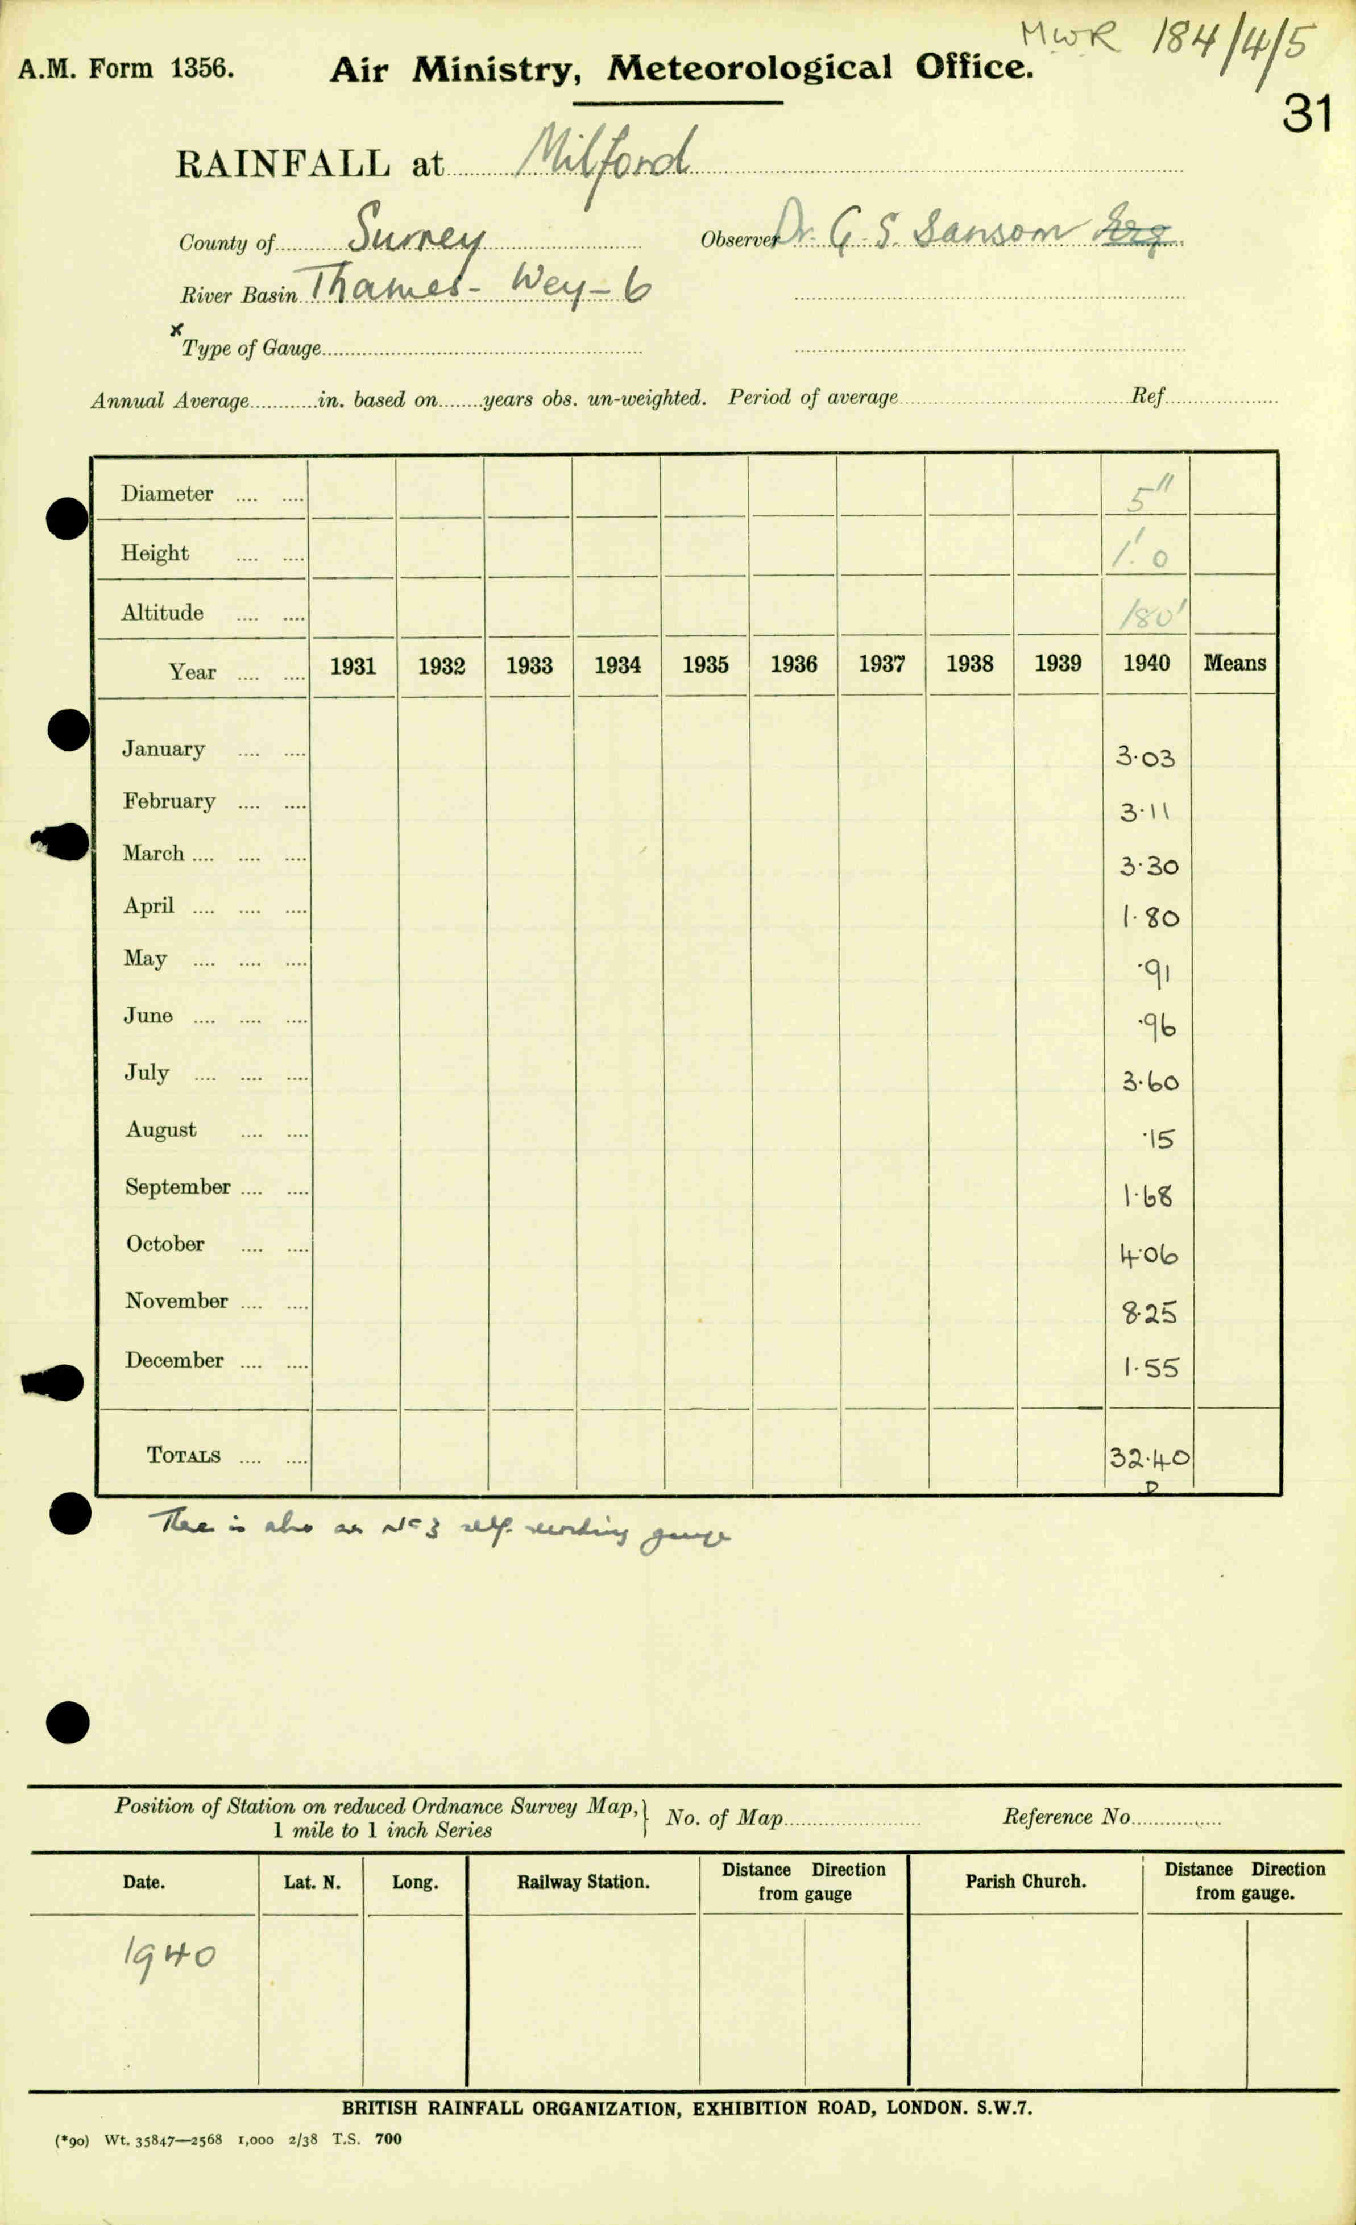 MWR 184/4/5
A.M. Form 1356. Air Ministry, Meteorological Office.
31
RAINFALL at Milford
County of Surrey Observer Dr. G. S. Sansom Esq
River Basin Thames - Wey - 6
x Type of Gauge
Annual Average in. based on years obs. un-weighted. Period of average Ref
Diameter 5"
Height 1'. 0
Altitude 180'
Year 1931 1932 1933 1934 1935 1936 1937 1938 1939 1940 Means
January 3.03
February 3.11
March 3.30
April 1.80
May .91
June .96
July 3.60
August .15
September 1.68
October 4.06
November 8.25
December 1.55
TOTALS 32.40
There is also an No 3 self recording gauge
Position of Station on reduced Ordnance Survey Map,} No. of Map Reference No
1 mile to 1 inch Series
Date. Lat. N. Long. Railway Station. Distance Direction from gauge Parish Church. Distance Direction from gauge.
1940
BRITISH RAINFALL ORGANIZATION, EXHIBITION ROAD, LONDON. S.W.7.
(*90) Wt. 35847—2568 1,000 2/38 T.S. 700